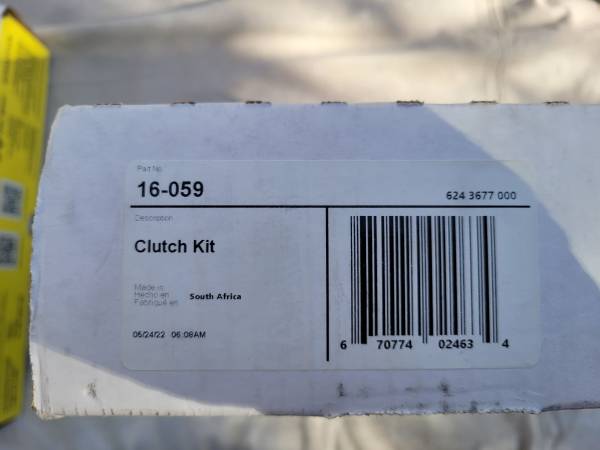 Part No.
16-059
624 3677 000
Description
Clutch Kit
Made in
Hecho en
Fabriqué en
South Africa
06/24/22 06:08AM
6 70774 02463 4